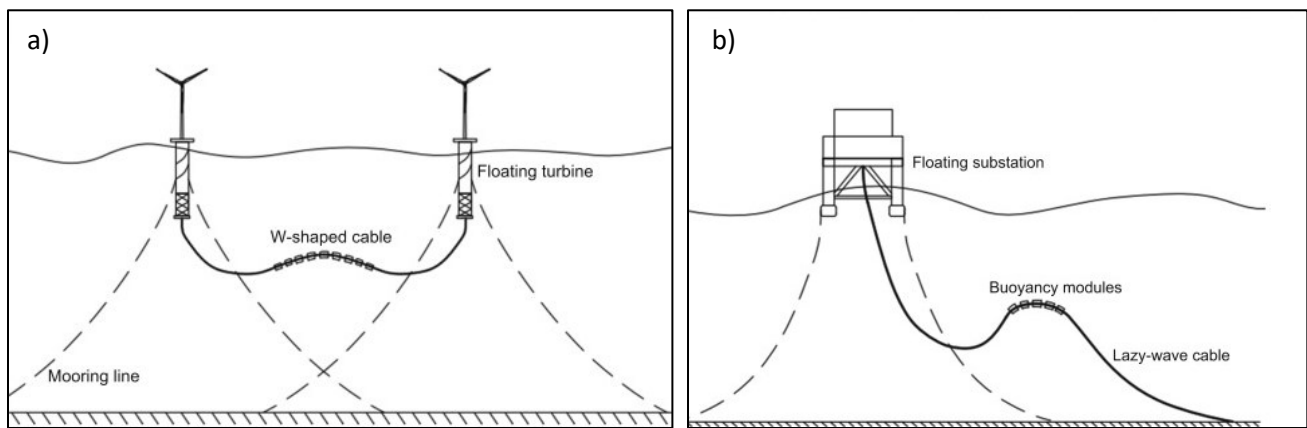 a)
Floating turbine
W-shaped cable
Mooring line
b)
Floating substation
Buoyancy modules
Lazy-wave cable